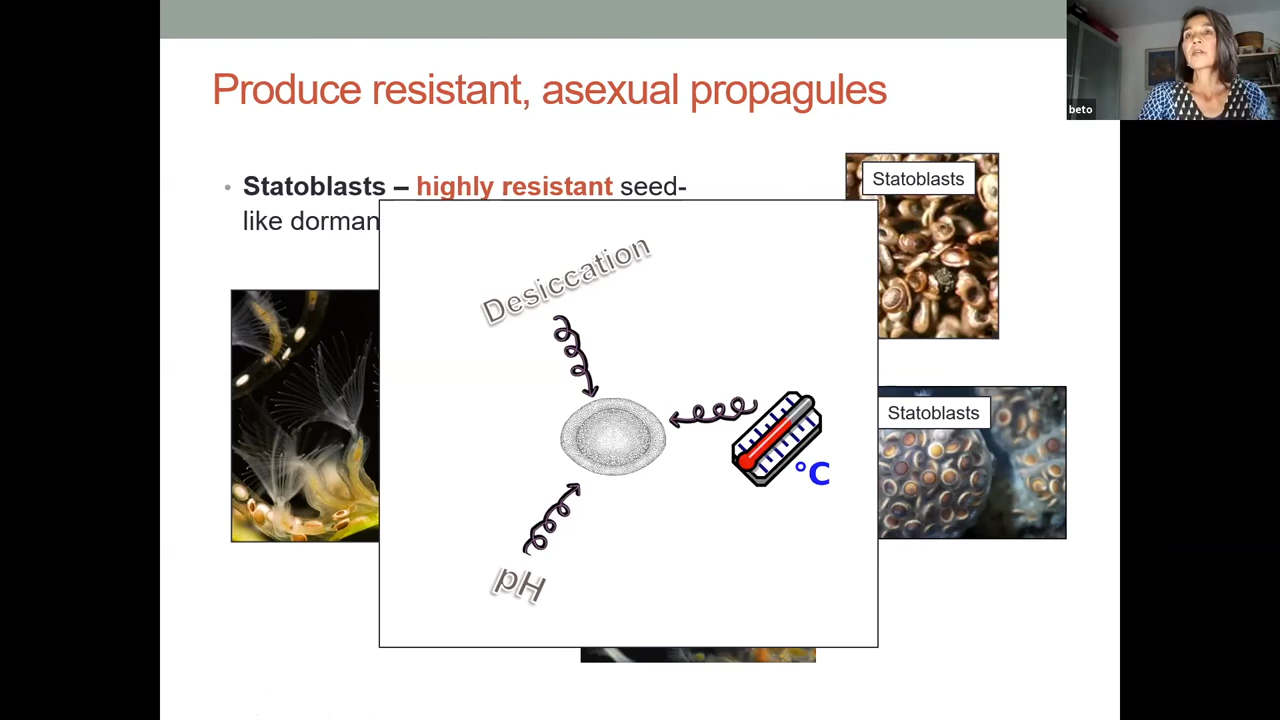 Produce resistant, asexual propagules
beto
• Statoblasts – highly resistant seed-
like dorman
Statoblasts
Desiccation
°C
Statoblasts
pH